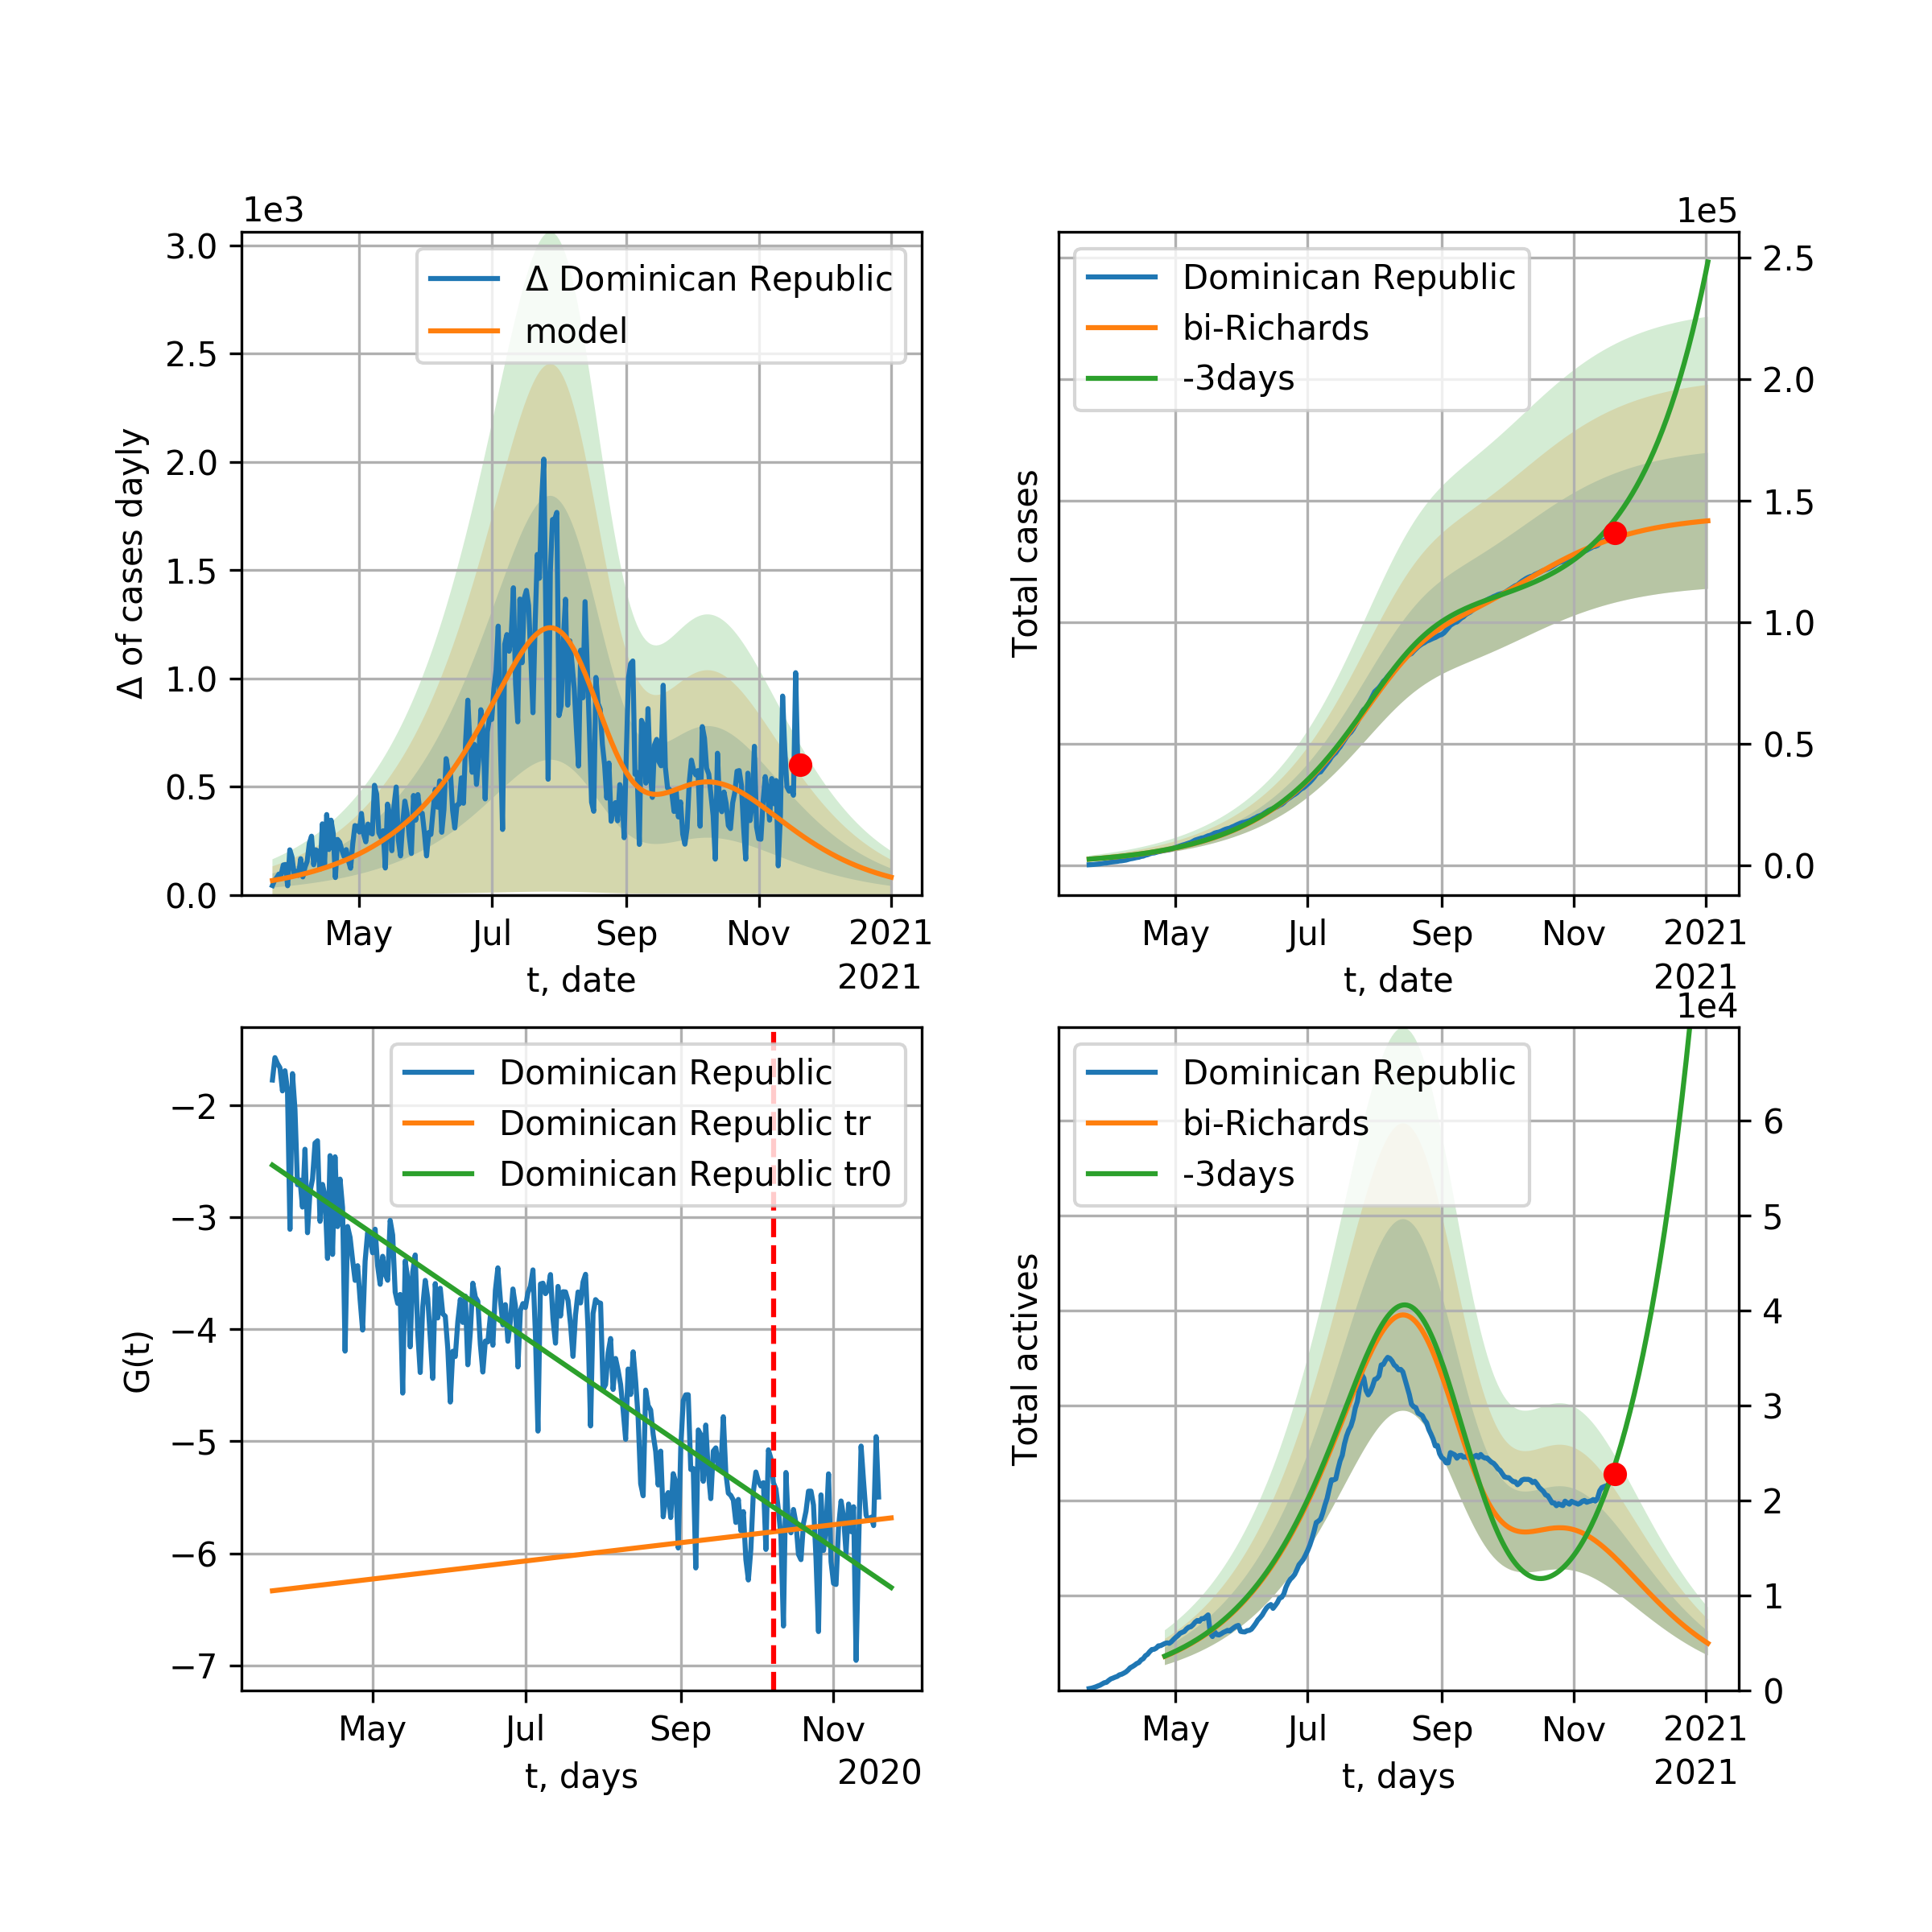 1e3
3.0
2.5
2.0
1.5
1.0
0.5
0.0
Δ of cases dayly
Δ Dominican Republic
model
May Jul Sep Nov 2021
t, date 2021
1e5
2.5
2.0
1.5
1.0
0.5
0.0
Total cases
Dominican Republic
bi-Richards
-3days
May Jul Sep Nov 2021
t, date 2021
−2
−3
−4
−5
−6
−7
G(t)
Dominican Republic
Dominican Republic tr
Dominican Republic tr0
May Jul Sep Nov
t, days 2020
1e4
6
5
4
3
2
1
0
Total actives
Dominican Republic
bi-Richards
-3days
May Jul Sep Nov 2021
t, days 2021